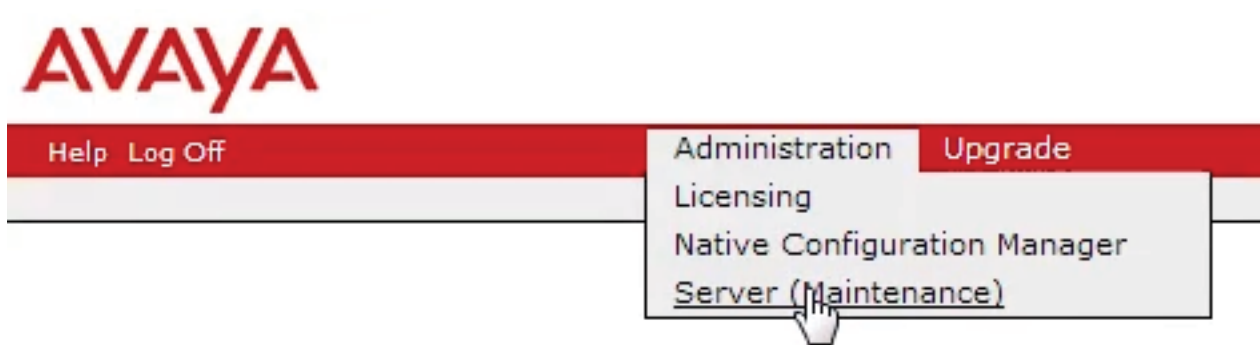 AVAYA
Help Log Off Administration Upgrade
Licensing
Native Configuration Manager
Server (Maintenance)